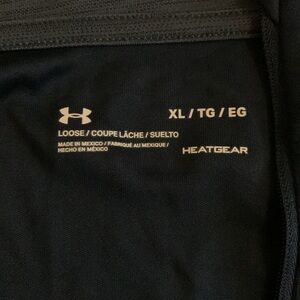 XL / TG / EG
LOOSE / COUPE LÂCHE / SUELTO
MADE IN MEXICO / FABRIQUÉ AU MEXIQUE /
HECHO EN MÉXICO
HEATGEAR